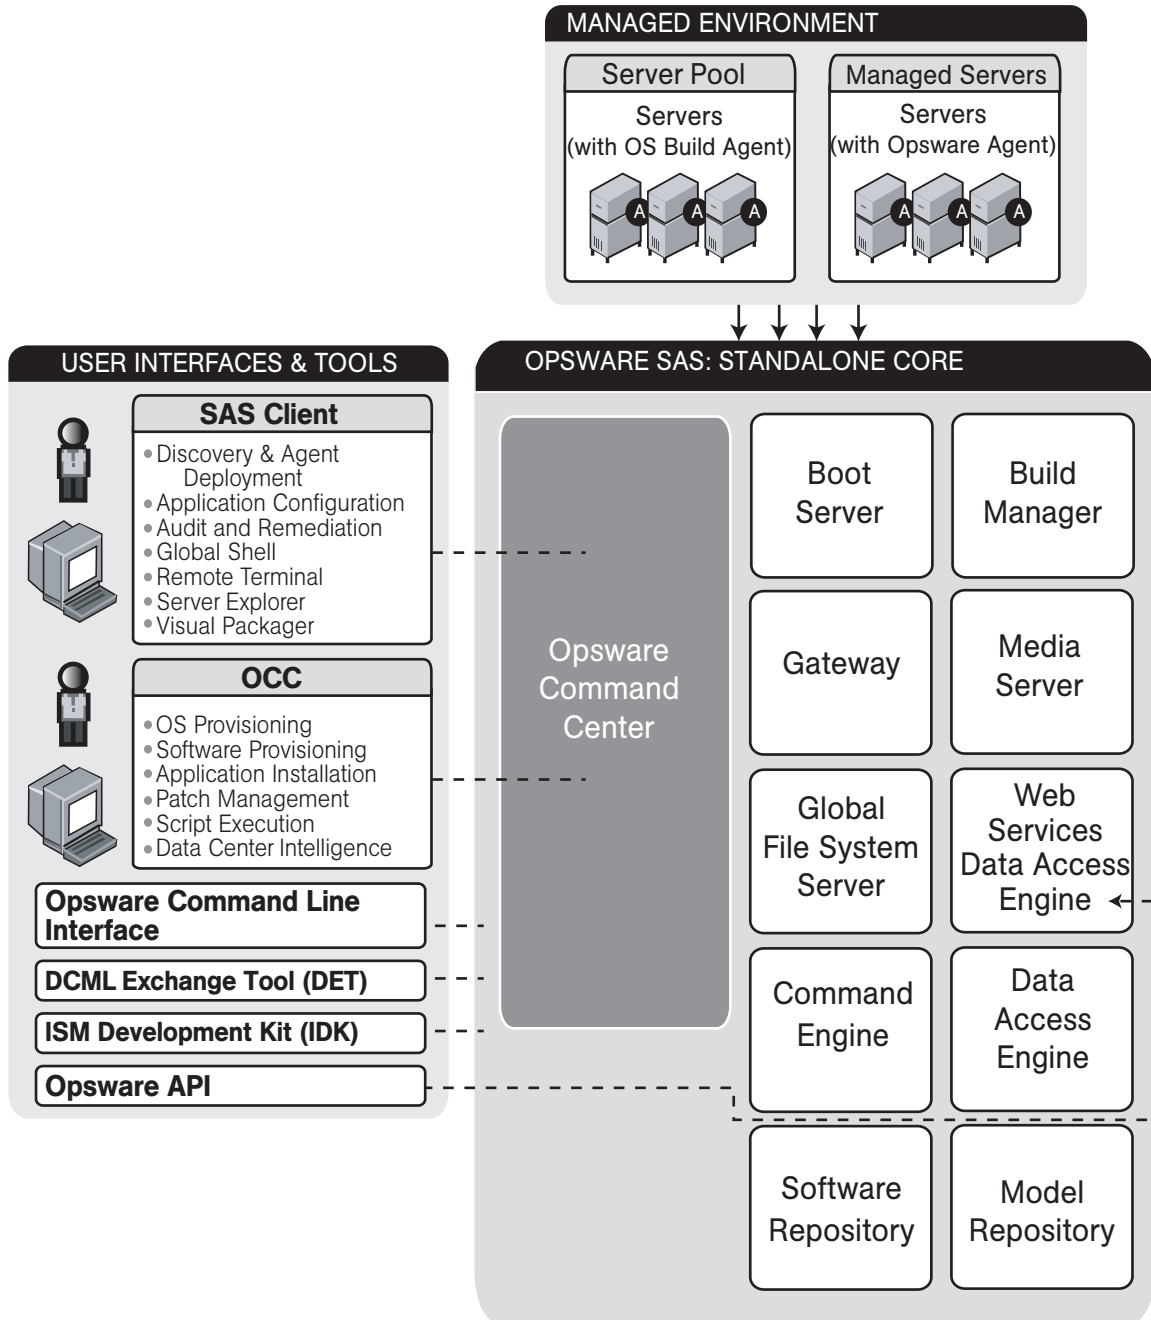 MANAGED ENVIRONMENT
Server Pool
Servers
(with OS Build Agent)
A
A
A
Managed Servers
Servers
(with Opsware Agent)
A
A
A
USER INTERFACES & TOOLS
SAS Client
Discovery & Agent
Deployment
Application Configuration
Audit and Remediation
Global Shell
Remote Terminal
Server Explorer
Visual Packager
OCC
OS Provisioning
Software Provisioning
Application Installation
Patch Management
Script Execution
Data Center Intelligence
Opsware Command Line
Interface
DCML Exchange Tool (DET)
ISM Development Kit (IDK)
Opsware API
OPSWARE SAS: STANDALONE CORE
Opsware
Command
Center
Boot
Server
Build
Manager
Gateway
Media
Server
Global
File System
Server
Web
Services
Data Access
Engine
Command
Engine
Data
Access
Engine
Software
Repository
Model
Repository